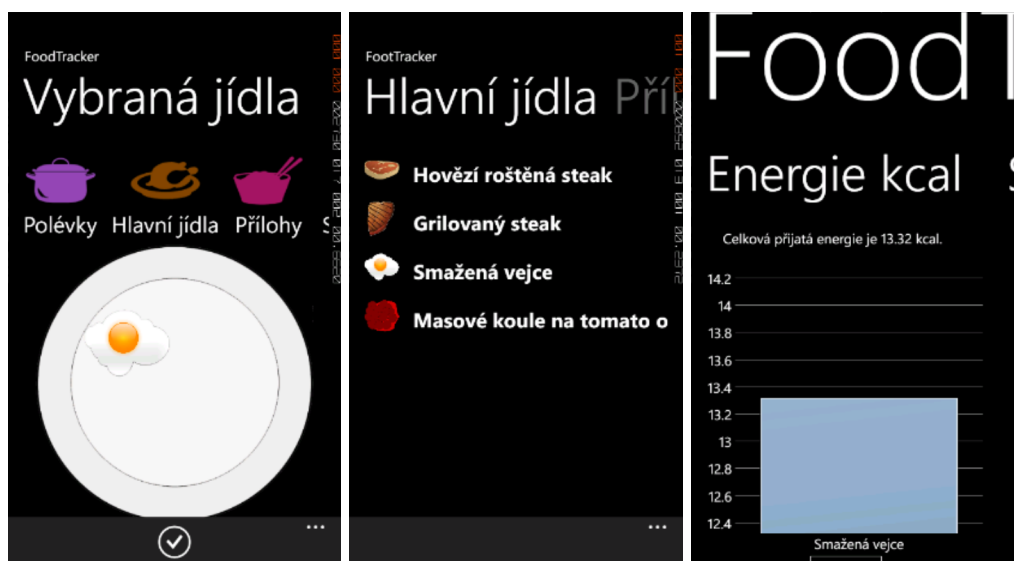 FoodTracker
Vybraná jídla
Polévky Hlavní jídla Přílohy
FootTracker
Hlavní jídla Pří
Hovězí roštěná steak
Grilovaný steak
Smažená vejce
Masové koule na tomato o
FoodT
Energie kcal
Celková přijatá energie je 13.32 kcal.
14.2
14
13.8
13.6
13.4
13.2
13
12.8
12.6
12.4
Smažená vejce